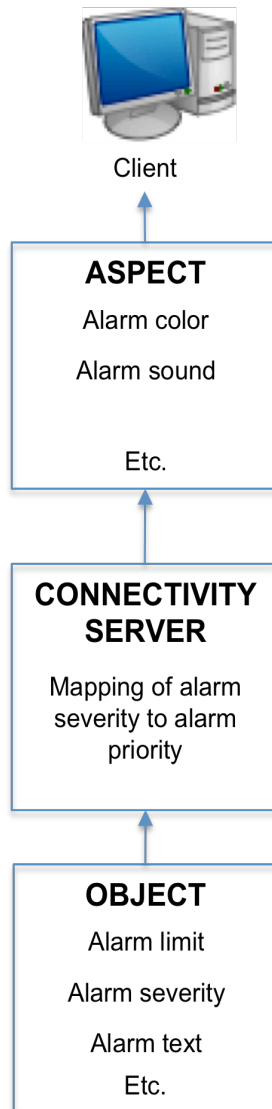 Client
ASPECT
Alarm color
Alarm sound
Etc.
CONNECTIVITY
SERVER
Mapping of alarm
severity to alarm
priority
OBJECT
Alarm limit
Alarm severity
Alarm text
Etc.